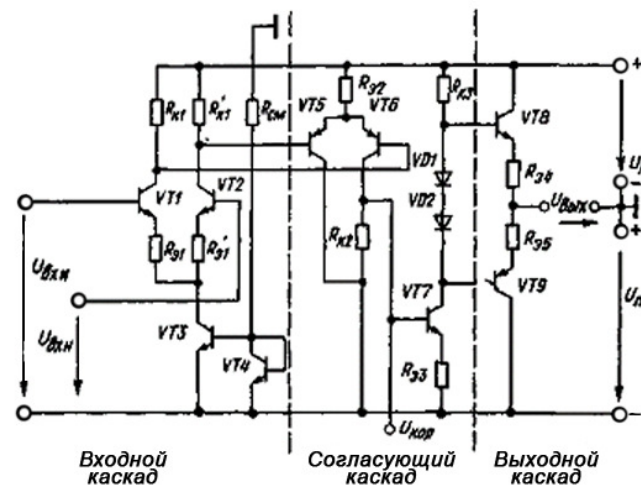 Rк1
R'к1
Rсм
VT5
Rэ2
VT6
Rк3
VT8
+
VD1
VT1
VT2
VD2
Rэ4
Uвых
–
+
Rэ1
R'э1
Rк2
Rэ5
VT9
VT7
Uвхи
Uвхн
VT3
VT4
Rэ3
Uп
Uкор
–
Входной
каскад
Согласующий
каскад
Выходной
каскад